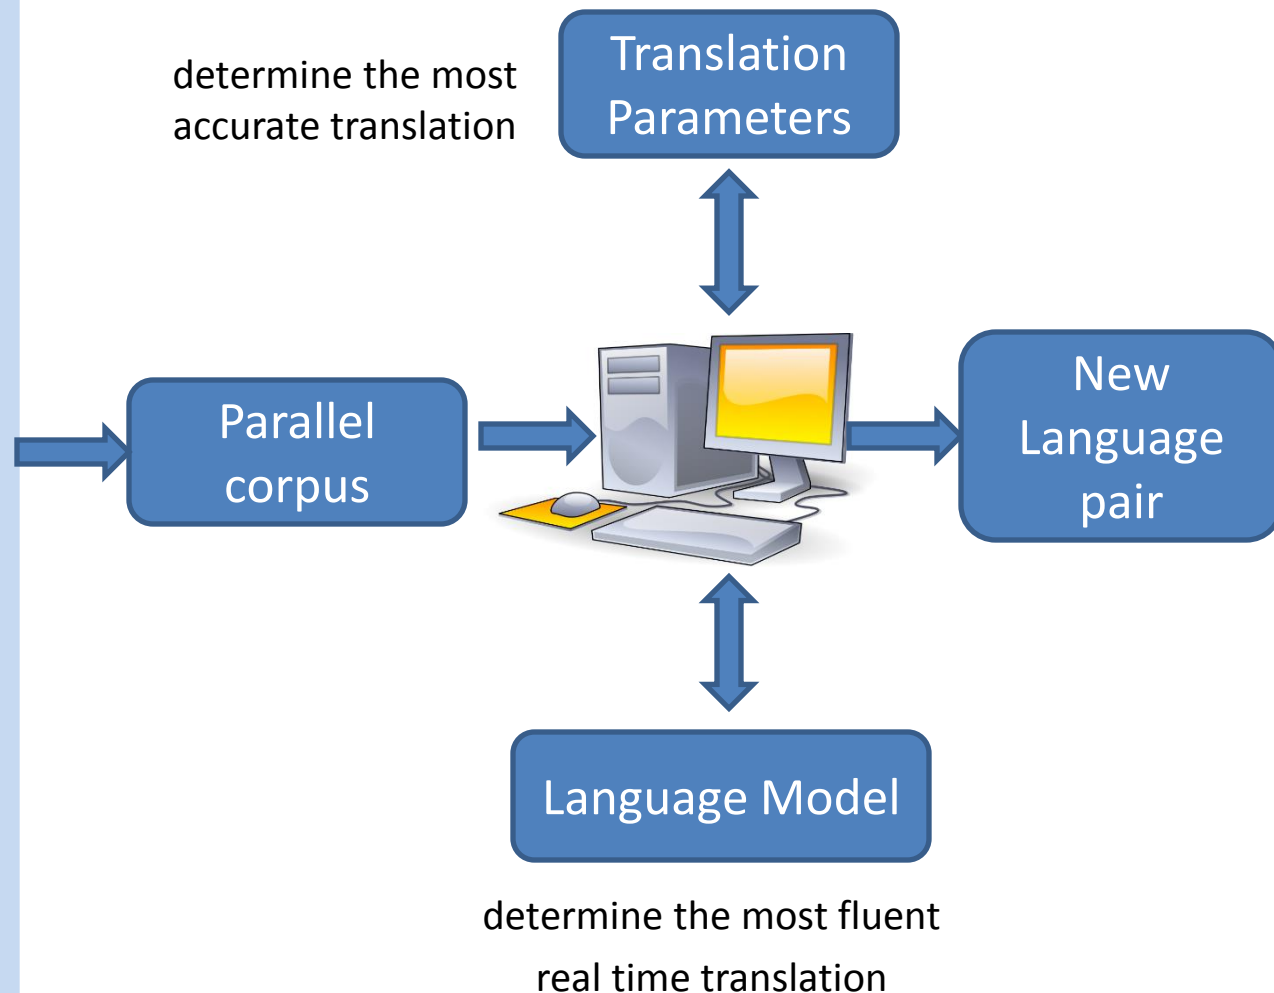 determine the most
accurate translation
Translation
Parameters
Parallel
corpus
New
Language
pair
Language Model
determine the most fluent
real time translation